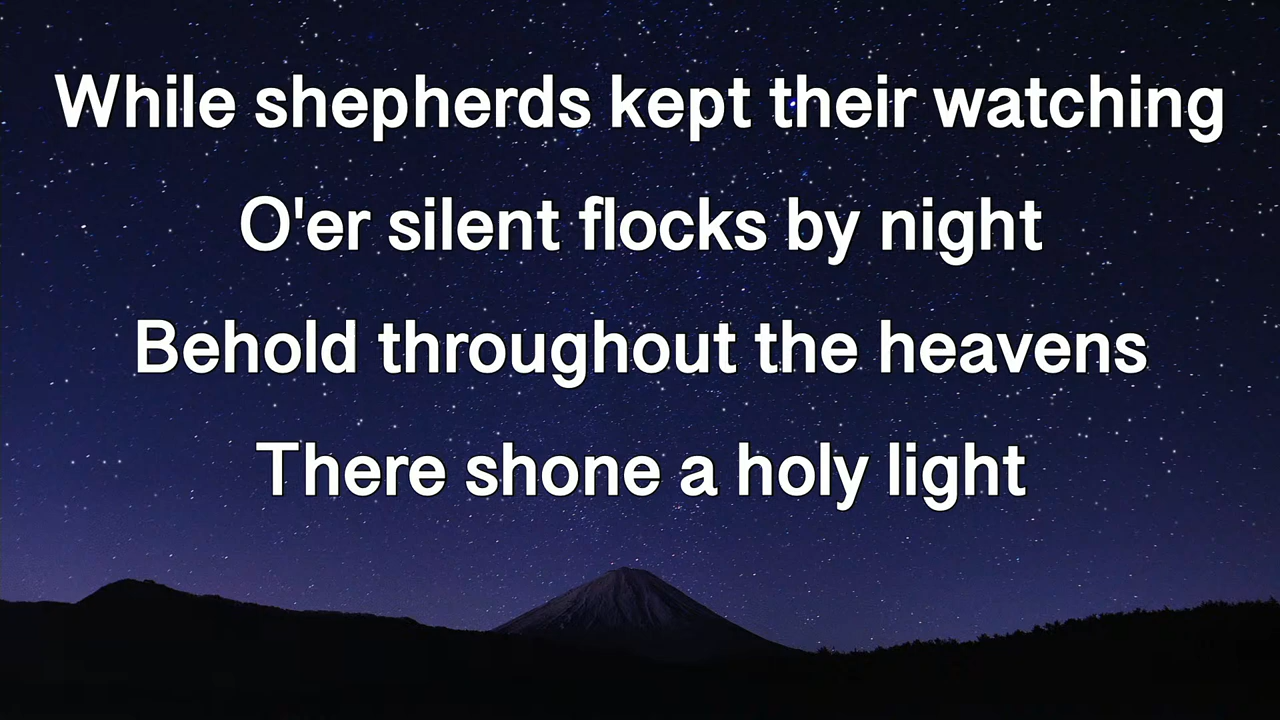 While shepherds kept their watching
O'er silent flocks by night
Behold throughout the heavens
There shone a holy light